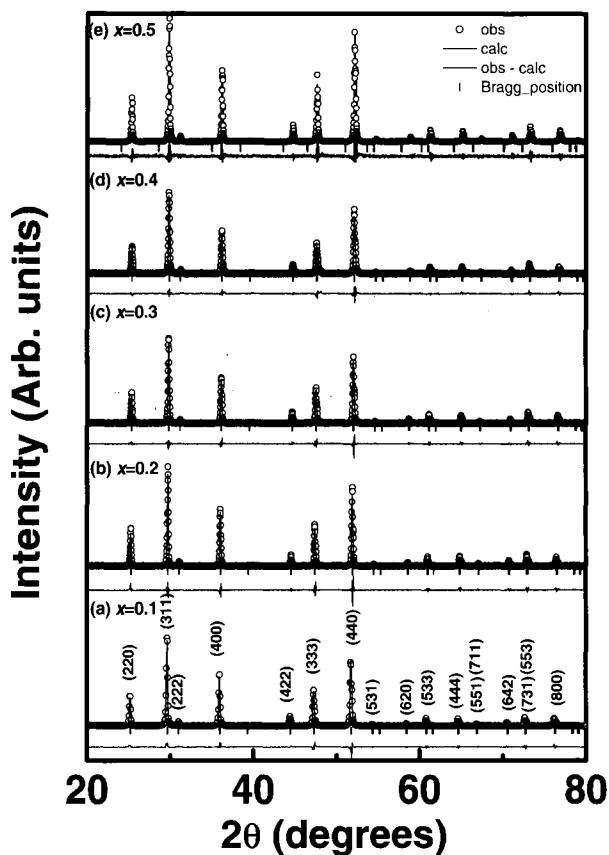 (e) x=0.5
obs
calc
obs - calc
Bragg_position
(d) x=0.4
(c) x=0.3
(b) x=0.2
(a) x=0.1
(220)
(311)
(222)
(400)
(422)
(333)
(440)
(531)
(620)
(533)
(444)
(551)
(711)
(642)
(731)
(553)
(800)
Intensity (Arb. units)
20
40
60
80
2θ (degrees)